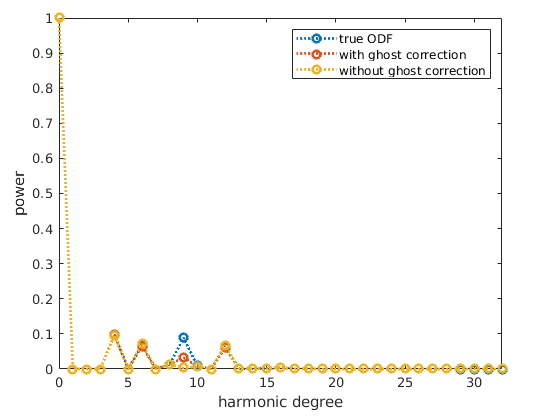 1
0.9
0.8
0.7
0.6
0.5
0.4
0.3
0.2
0.1
0
power
true ODF
with ghost correction
without ghost correction
0 5 10 15 20 25 30
harmonic degree